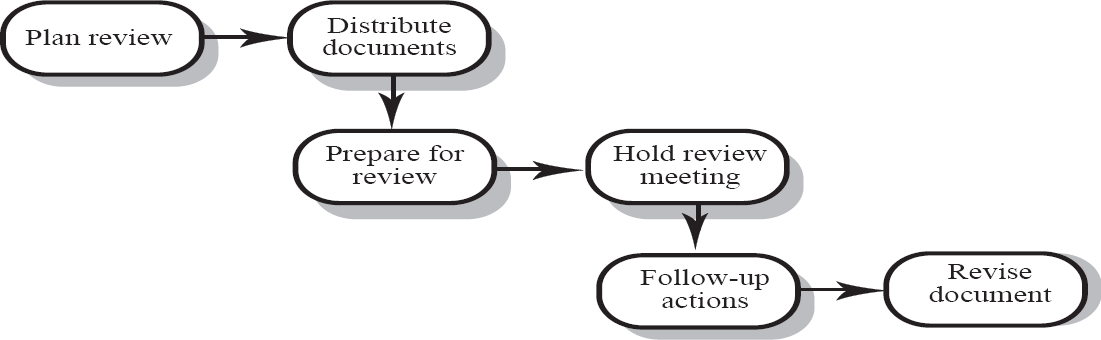 Plan review
Distribute
documents
Prepare for
review
Hold review
meeting
Follow-up
actions
Revise
document